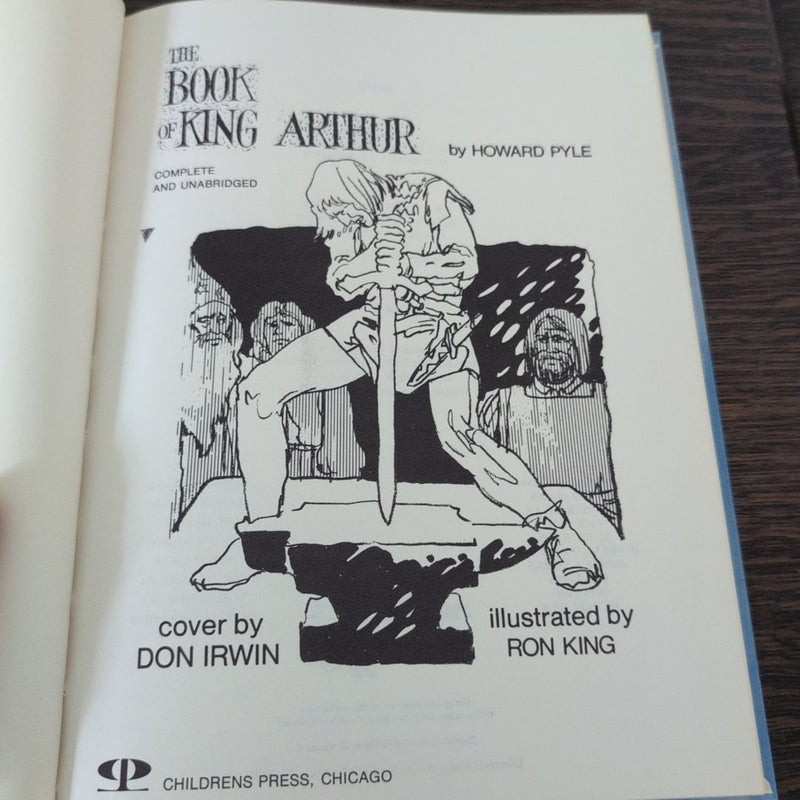 THE
BOOK
OF KING ARTHUR by HOWARD PYLE
COMPLETE
AND UNABRIDGED
cover by
DON IRWIN
illustrated by
RON KING
CHILDRENS PRESS, CHICAGO